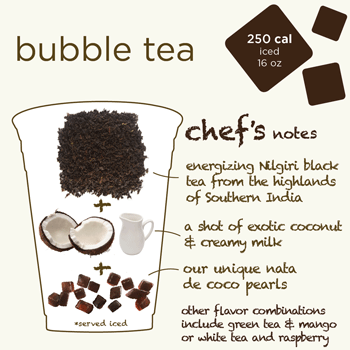 bubble tea
250 cal
iced
16 oz
chef's notes
energizing Nilgiri black
tea from the highlands
of Southern India
+
a shot of exotic coconut
& creamy milk
+
our unique nata
de coco pearls
*served iced
other flavor combinations
include green tea & mango
or white tea and raspberry